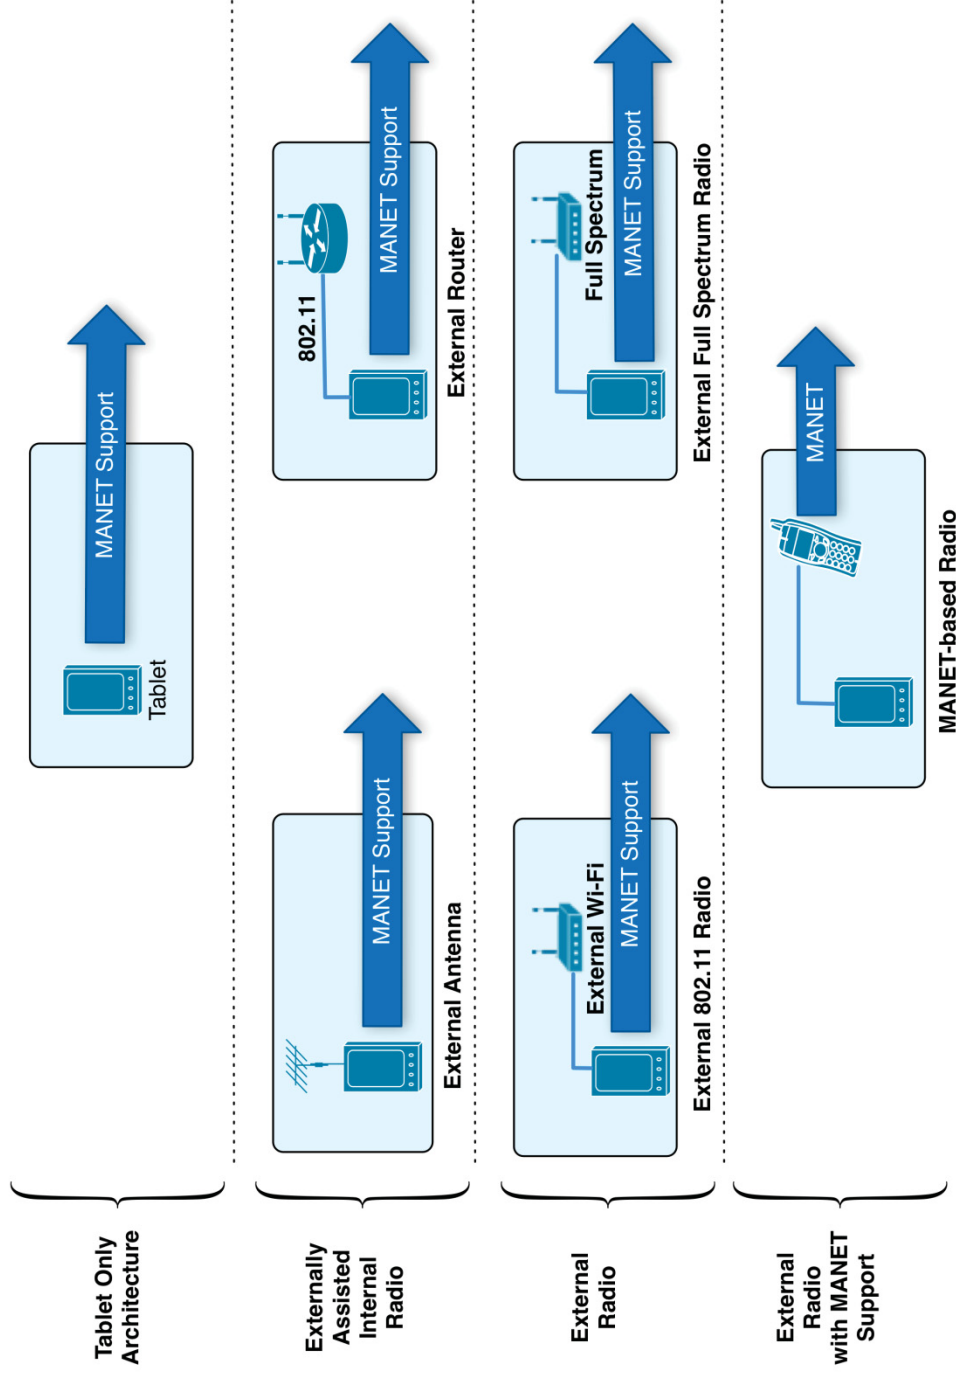 Tablet Only
Architecture
Tablet
MANET Support
Externally
Assisted
Internal
Radio
MANET Support
External Antenna
802.11
MANET Support
External Router
External
Radio
External Wi-Fi
MANET Support
External 802.11 Radio
Full Spectrum
MANET Support
External Full Spectrum Radio
External
Radio
with MANET
Support
MANET
MANET-based Radio